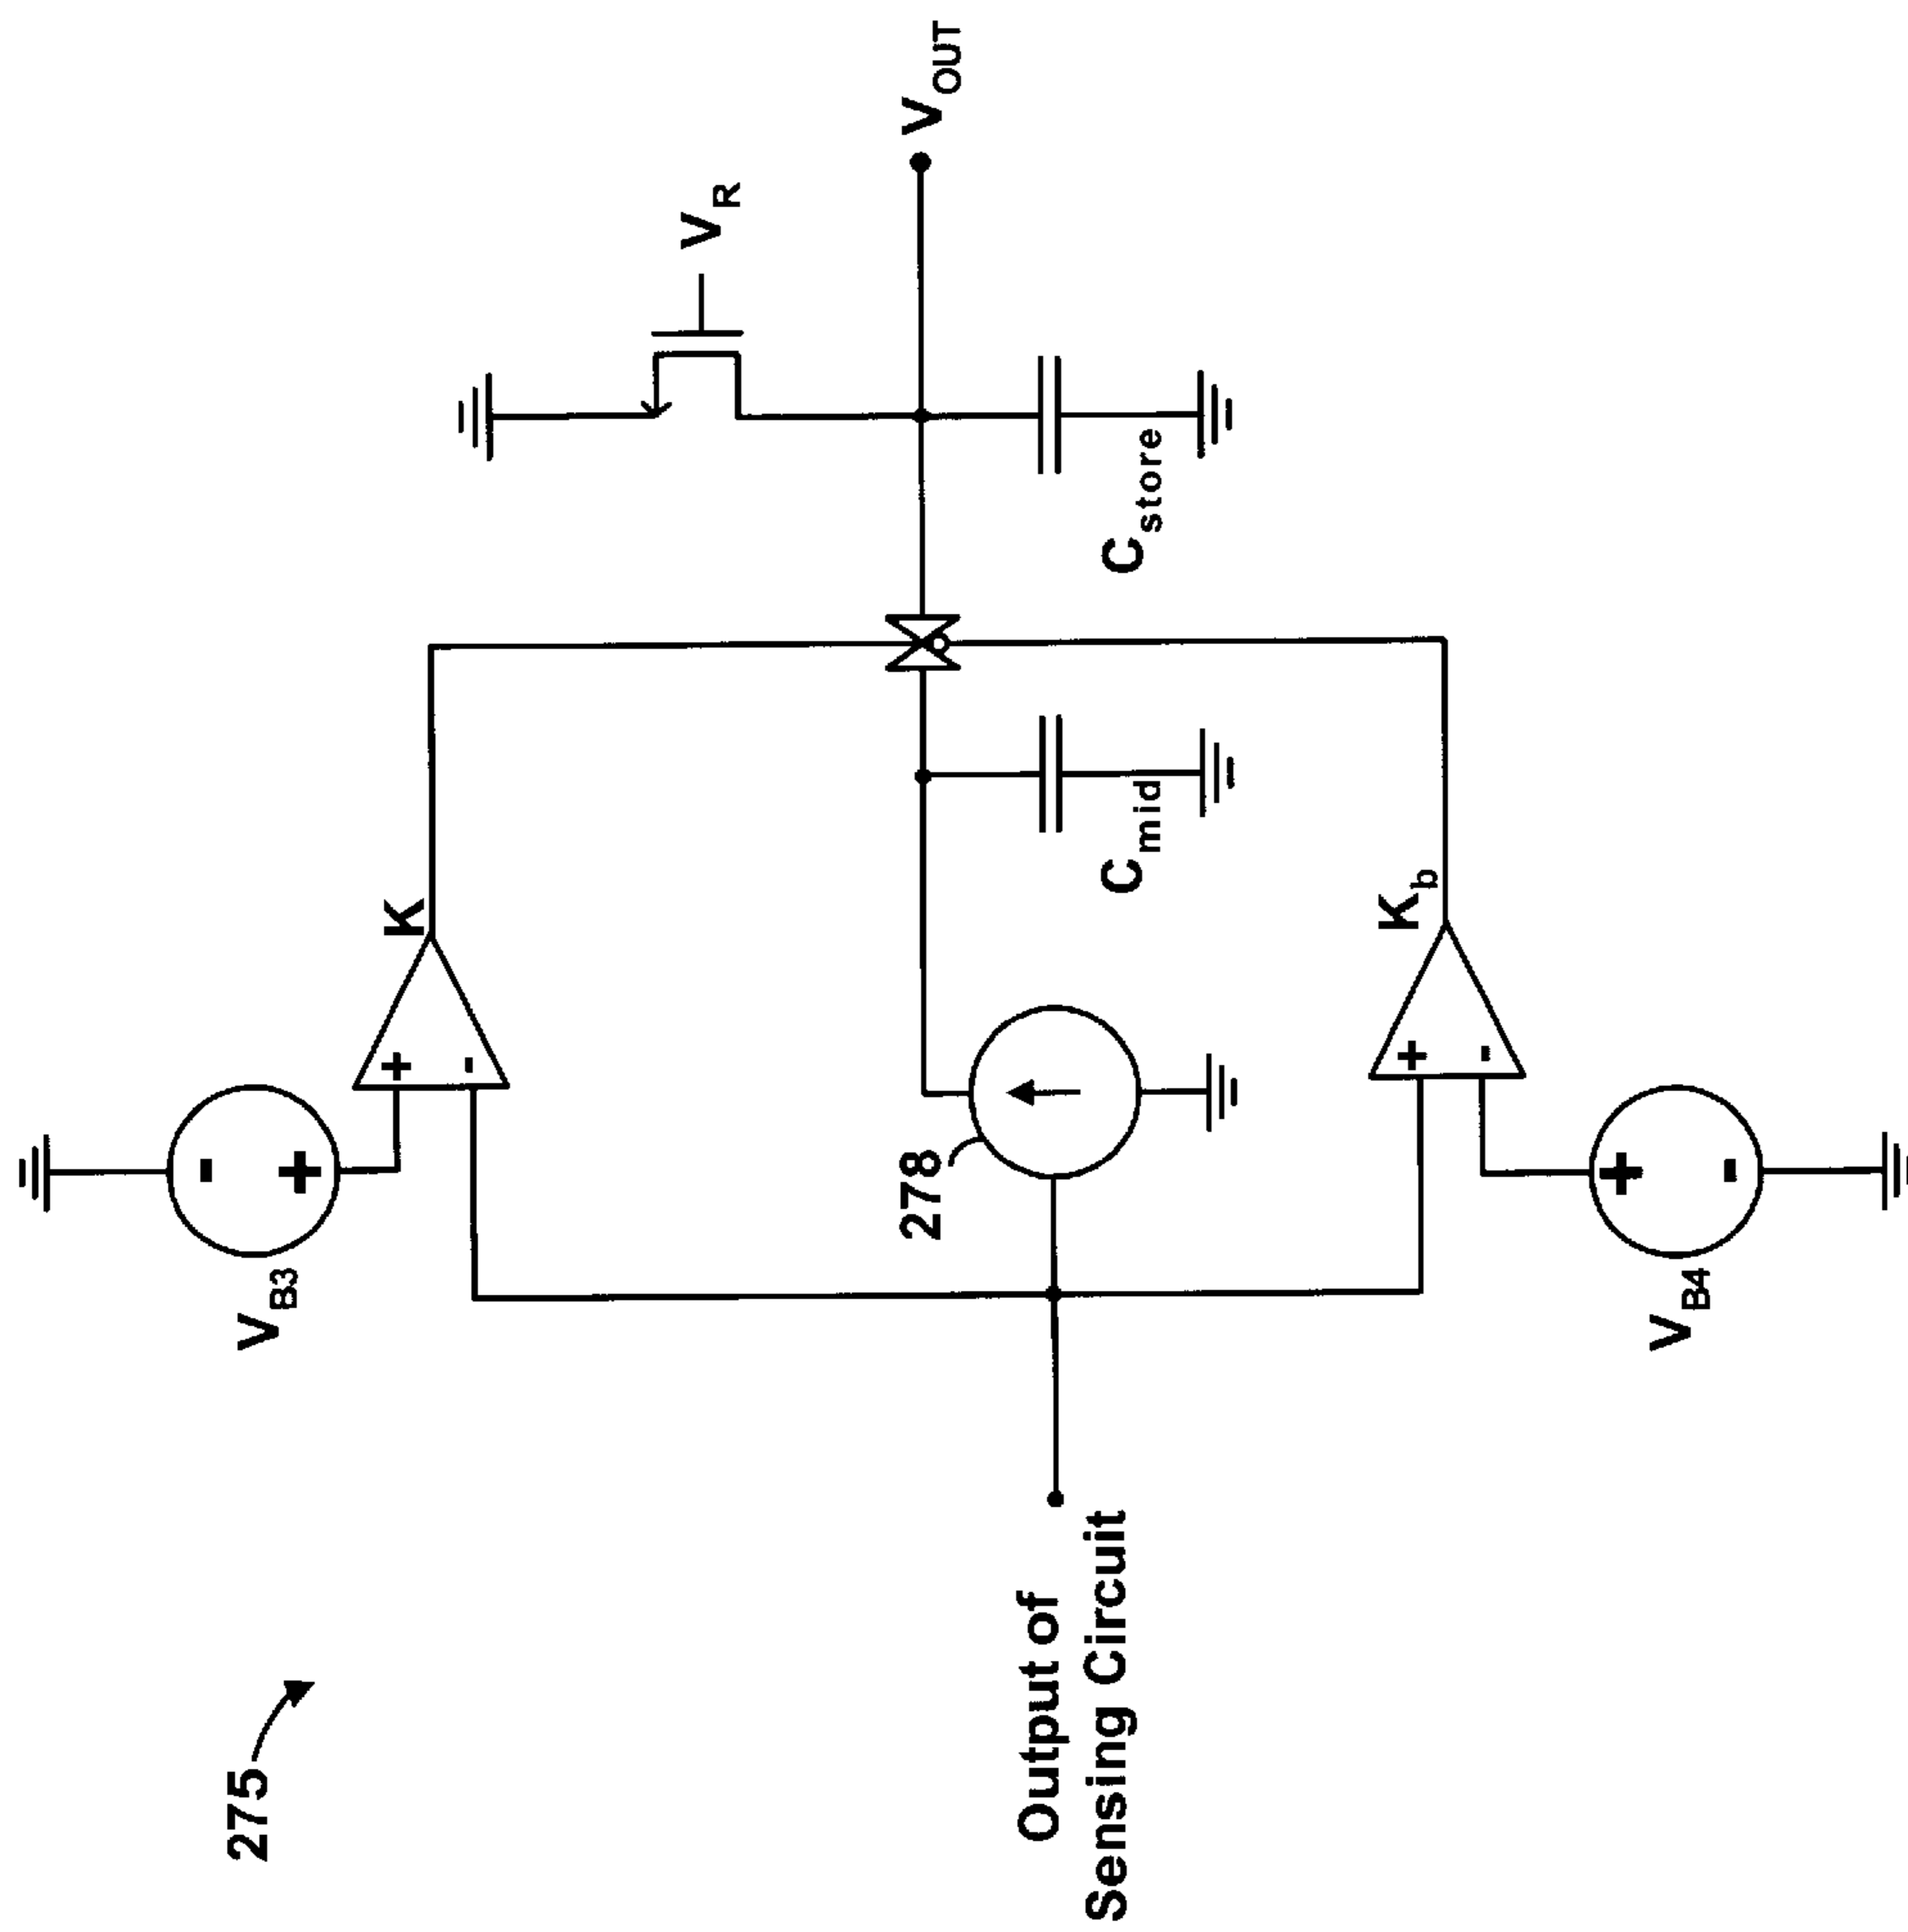 275
V_B3
- +
+ -
K
V_R
V_OUT
Output of
Sensing Circuit
278
C_mid
C_store
+ -
K_b
V_B4
+ -